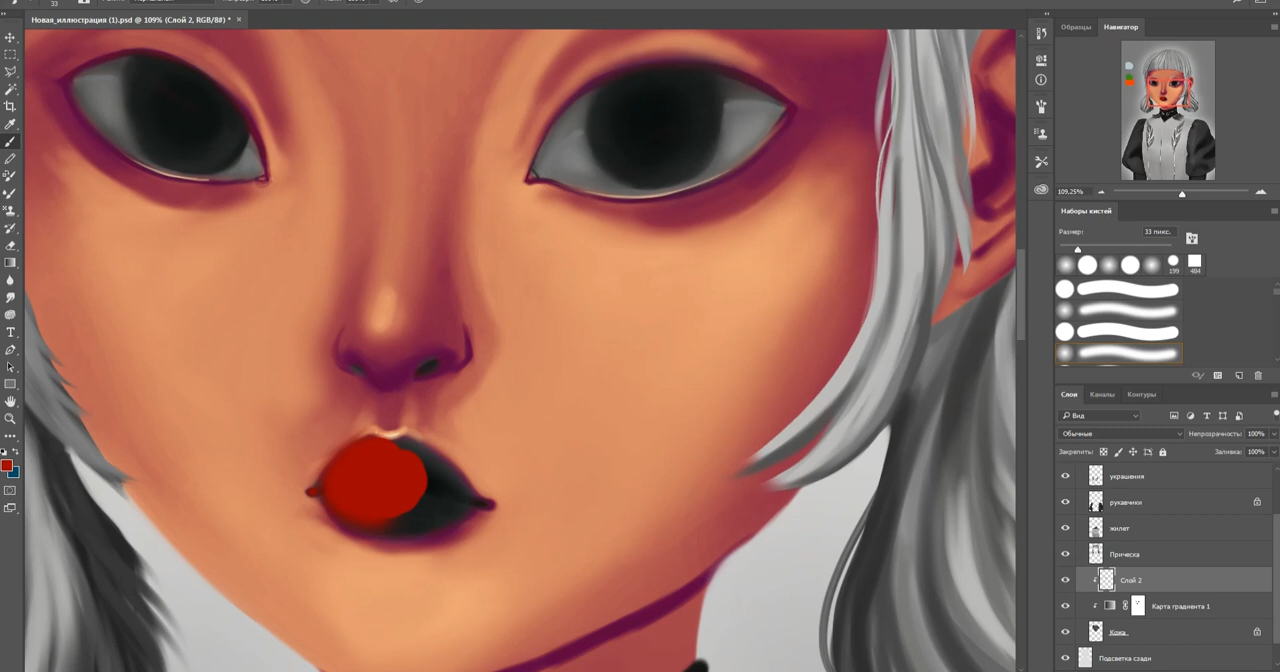 33
Новая_иллюстрация (1).psd @ 109% (Слой 2, RGB/8#) * ×
Образцы
Навигатор
109,25%
Наборы кистей
Размер:
33 пикс.
199
484
Слои
Каналы
Контуры
Вид
Обычные
Непрозрачность: 100%
Закрепить:
Заливка: 100%
украшения
рукавчики
жилет
Прическа
Слой 2
Карта градиента 1
Кожа
Подсветка сзади